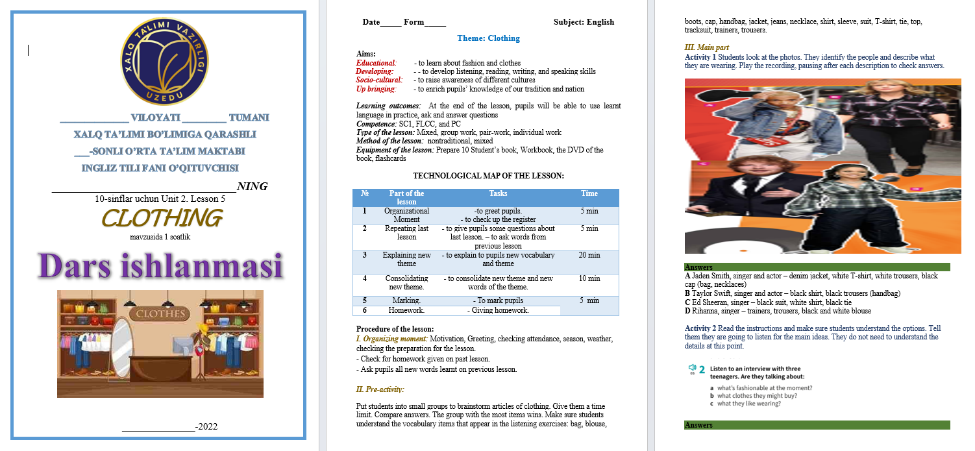 XALQ TA'LIMI VAZIRLIGI
UZEDU
______________ VILOYATI _________ TUMANI
XALQ TA'LIMI BO'LIMIGA QARASHLI
___-SONLI O'RTA TA'LIM MAKTABI
INGLIZ TILI FANI O'QITUVCHISI
_______________________________NING
10-sinflar uchun Unit 2. Lesson 5
CLOTHING
mavzusida 1 soatlik
Dars ishlanmasi
CLOTHES
_______________-2022
Date_____ Form_____ Subject: English
Theme: Clothing
Aims:
Educational: - to learn about fashion and clothes
Developing: - - to develop listening, reading, writing, and speaking skills
Socio-cultural: - to raise awareness of different cultures
Up bringing: - to enrich pupils' knowledge of our tradition and nation
Learning outcomes: At the end of the lesson, pupils will be able to use learnt
language in practice, ask and answer questions
Competence: SC1, FLCC, and PC
Type of the lesson: Mixed, group work, pair-work, individual work
Method of the lesson: nontraditional, mixed
Equipment of the lesson: Prepare 10 Student's book, Workbook, the DVD of the
book, flashcards
TECHNOLOGICAL MAP OF THE LESSON:
№ Part of the Tasks Time
lesson
1 Organizational -to greet pupils. 5 min
Moment - to check up the register
2 Repeating last - to give pupils some questions about 5 min
lesson last lesson. – to ask words from
previous lesson
3 Explaining new - to explain to pupils new vocabulary 20 min
theme and theme
4 Consolidating - to consolidate new theme and new 10 min
new theme. words of the theme.
5 Marking. - To mark pupils 5 min
6 Homework. - Giving homework.
Procedure of the lesson:
I. Organizing moment: Motivation, Greeting, checking attendance, season, weather,
checking the preparation for the lesson.
- Check for homework given on past lesson.
- Ask pupils all new words learnt on previous lesson.
II. Pre-activity:
Put students into small groups to brainstorm articles of clothing. Give them a time
limit. Compare answers. The group with the most items wins. Make sure students
understand the vocabulary items that appear in the listening exercises: bag, blouse,
boots, cap, handbag, jacket, jeans, necklace, shirt, sleeve, suit, T-shirt, tie, top,
tracksuit, trainers, trousers.
III. Main part
Activity 1 Students look at the photos. They identify the people and describe what
they are wearing. Play the recording, pausing after each description to check answers.
Answers
A Jaden Smith, singer and actor – denim jacket, white T-shirt, white trousers, black
cap (bag, necklaces)
B Taylor Swift, singer and actor – black shirt, black trousers (handbag)
C Ed Sheeran, singer – black suit, white shirt, black tie
D Rihanna, singer – trainers, trousers, black and white blouse
Activity 2 Read the instructions and make sure students understand the options. Tell
them they are going to listen for the main ideas. They do not need to understand the
details at this point.
2 Listen to an interview with three
teenagers. Are they talking about:
a what's fashionable at the moment?
b what clothes they might buy?
c what they like wearing?
Answers